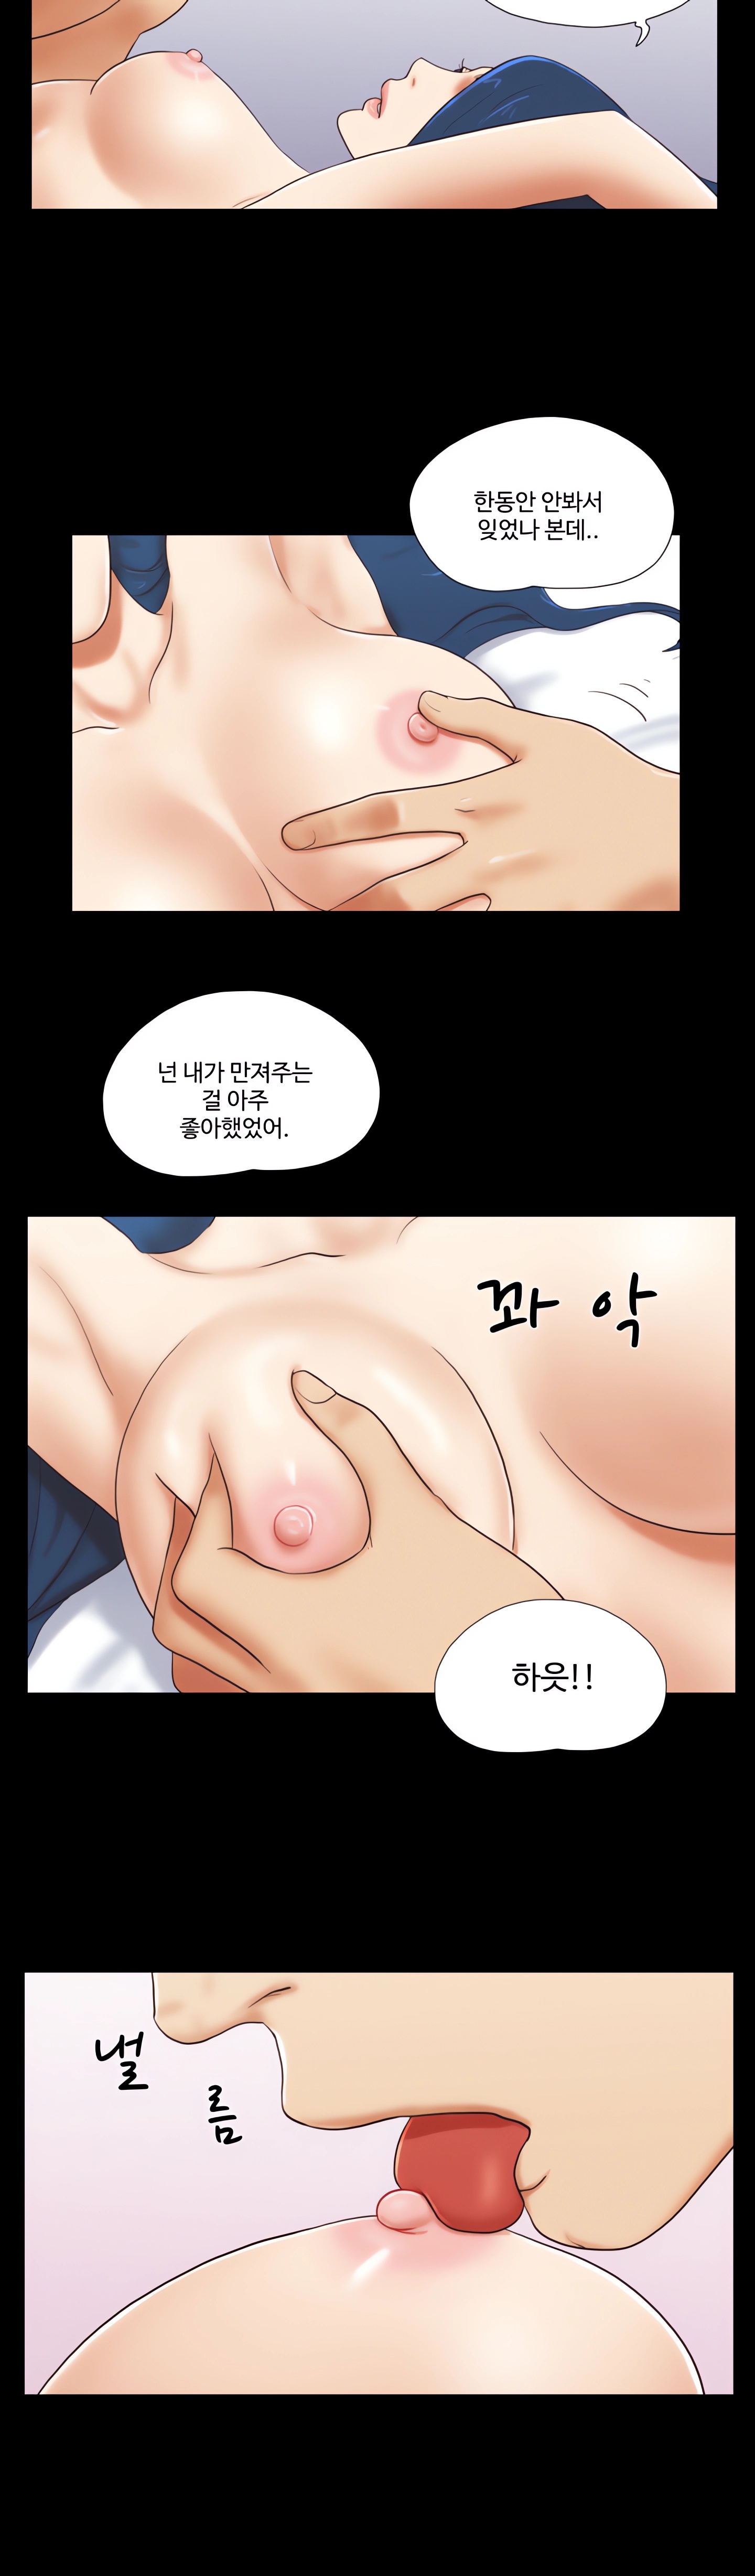 한동안 안봐서
잊었나 본데..
넌 내가 만져주는
걸 아주
좋아했었어.
꽈 악
하읏!!
낼
름